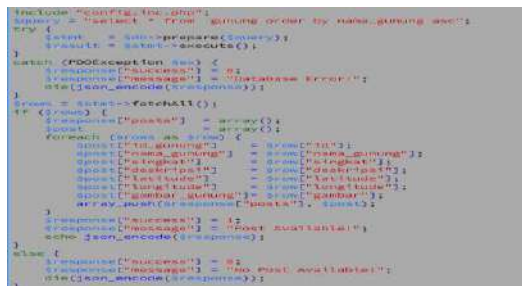 include "config.inc.php";
$query = "select * from gunung order by nama_gunung asc";
try {
$stmt = $db->prepare($query);
$result = $stmt->execute();
}
catch (PDOException $ex) {
$response["success"] = 0;
$response["message"] = "Database Error!";
die(json_encode($response));
}
$rows = $stmt->fetchAll();
if ($rows) {
$response["posts"] = array();
$post = array();
foreach ($rows as $row) {
$post["id_gunung"] = $row["id"];
$post["nama_gunung"] = $row["nama_gunung"];
$post["singkat"] = $row["singkat"];
$post["deskripsi"] = $row["deskripsi"];
$post["latitude"] = $row["latitude"];
$post["longitude"] = $row["longitude"];
$post["gambar_gunung"]= $row["gambar"];
array_push($response["posts"], $post);
}
$response["success"] = 1;
$response["message"] = "Post Available!";
echo json_encode($response);
}
else {
$response["success"] = 0;
$response["message"] = "No Post Available!";
die(json_encode($response));